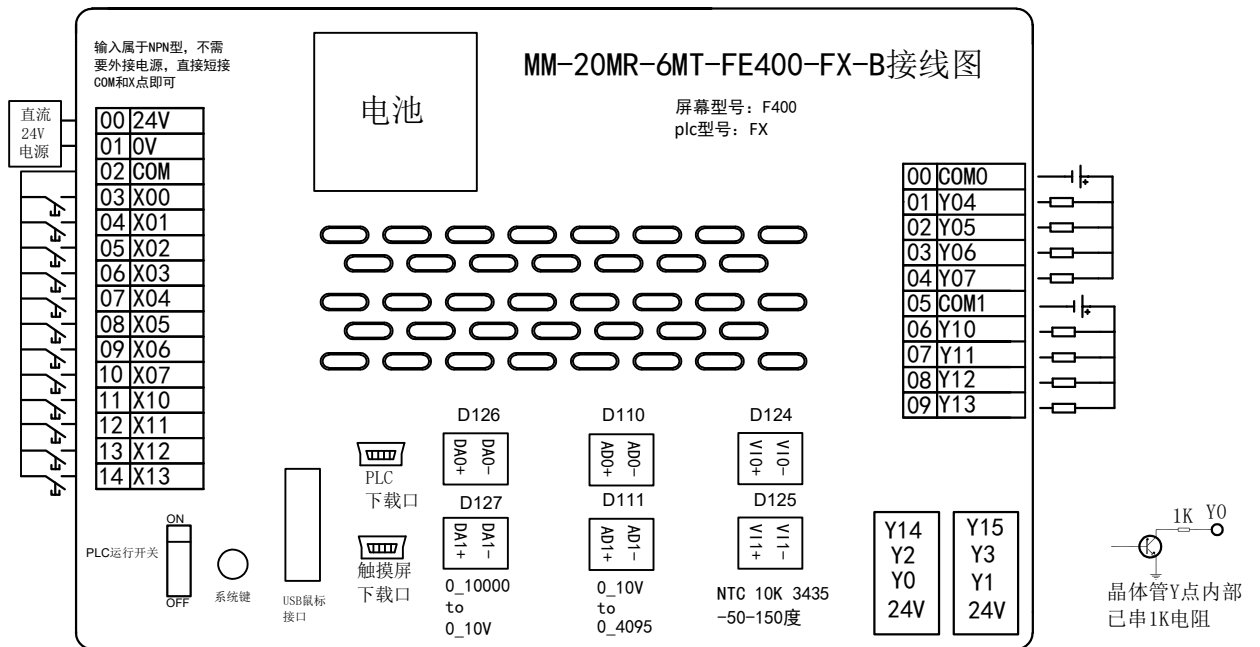 输入属于NPN型，不需
要外接电源，直接短接
COM和X点即可
MM-20MR-6MT-FE400-FX-B接线图
屏幕型号：F400
plc型号：FX
电池
直流
24V
电源
00 24V
01 0V
02 COM
03 X00
04 X01
05 X02
06 X03
07 X04
08 X05
09 X06
10 X07
11 X10
12 X11
13 X12
14 X13
00 COM0
01 Y04
02 Y05
03 Y06
04 Y07
05 COM1
06 Y10
07 Y11
08 Y12
09 Y13
PLC运行开关
ON
OFF
系统键
USB鼠标
接口
PLC
下载口
触摸屏
下载口
D126
DA0+
DA0-
D127
DA1+
DA1-
0_10000
to
0_10V
D110
AD0+
AD0-
D111
AD1+
AD1-
0_10V
to
0_4095
D124
VI0+
VI0-
D125
VI1+
VI1-
NTC 10K 3435
-50-150度
Y14
Y2
Y0
24V
Y15
Y3
Y1
24V
1K Y0
晶体管Y点内部
已串1K电阻